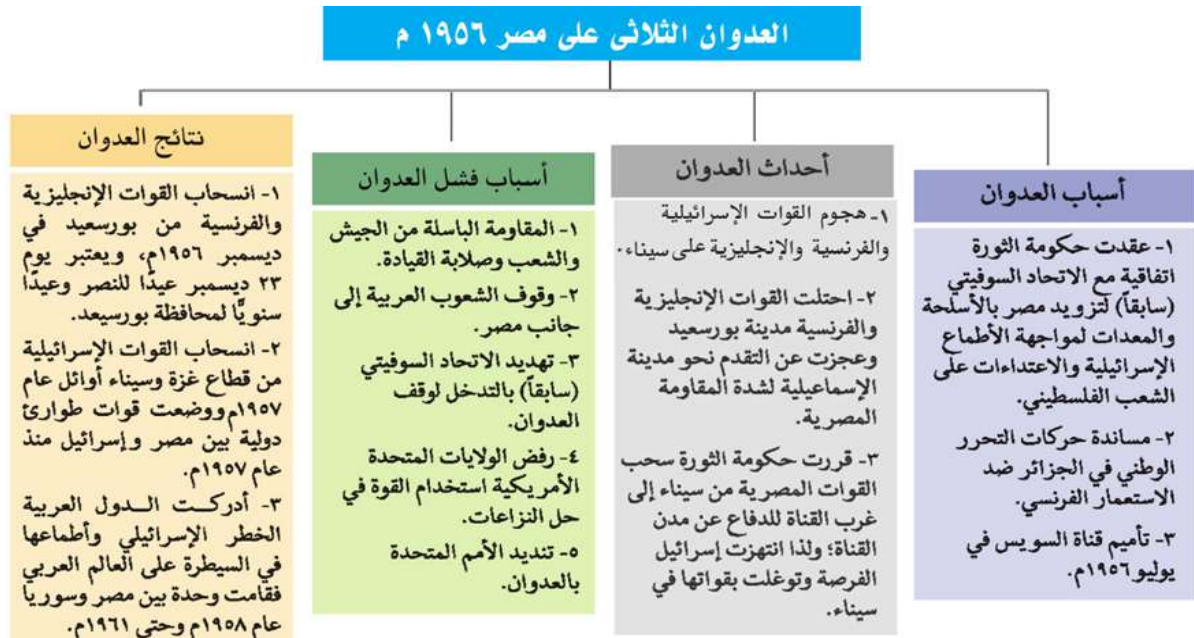 العدوان الثلاثى على مصر ١٩٥٦ م
أسباب العدوان
١- عقدت حكومة الثورة
اتفاقية مع الاتحاد السوفيتي
(سابقاً) لتزويد مصر بالأسلحة
والمعدات لمواجهة الأطماع
الإسرائيلية والاعتداءات على
الشعب الفلسطيني.
٢- مساندة حركات التحرر
الوطني في الجزائر ضد
الاستعمار الفرنسي.
٣- تأميم قناة السويس في
يوليو ١٩٥٦م.
أحداث العدوان
١- هجوم القوات الإسرائيلية
والفرنسية والإنجليزية على سيناء.
٢- احتلت القوات الإنجليزية
والفرنسية مدينة بورسعيد
وعجزت عن التقدم نحو مدينة
الإسماعيلية لشدة المقاومة
المصرية.
٣- قررت حكومة الثورة سحب
القوات المصرية من سيناء إلى
غرب القناة للدفاع عن مدن
القناة؛ ولذا انتهزت إسرائيل
الفرصة وتوغلت بقواتها في
سيناء.
أسباب فشل العدوان
١- المقاومة الباسلة من الجيش
والشعب وصلابة القيادة.
٢- وقوف الشعوب العربية إلى
جانب مصر.
٣- تهديد الاتحاد السوفيتي
(سابقاً) بالتدخل لوقف
العدوان.
٤- رفض الولايات المتحدة
الأمريكية استخدام القوة في
حل النزاعات.
٥- تنديد الأمم المتحدة
بالعدوان.
نتائج العدوان
١- انسحاب القوات الإنجليزية
والفرنسية من بورسعيد في
ديسمبر ١٩٥٦م، ويعتبر يوم
٢٣ ديسمبر عيدًا للنصر وعيدًا
سنويًّا لمحافظة بورسيعد.
٢- انسحاب القوات الإسرائيلية
من قطاع غزة وسيناء أوائل عام
١٩٥٧م ووضعت قوات طوارئ
دولية بين مصر وإسرائيل منذ
عام ١٩٥٧م.
٣- أدركت الدول العربية
الخطر الإسرائيلي وأطماعها
في السيطرة على العالم العربي
فقامت وحدة بين مصر وسوريا
عام ١٩٥٨م وحتى ١٩٦١م.